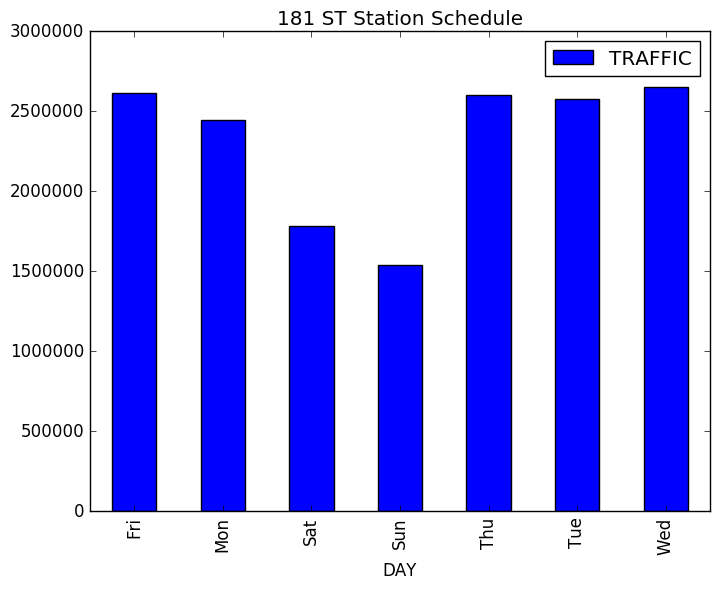 181 ST Station Schedule
TRAFFIC
3000000
2500000
2000000
1500000
1000000
500000
0
Fri
Mon
Sat
Sun
Thu
Tue
Wed
DAY